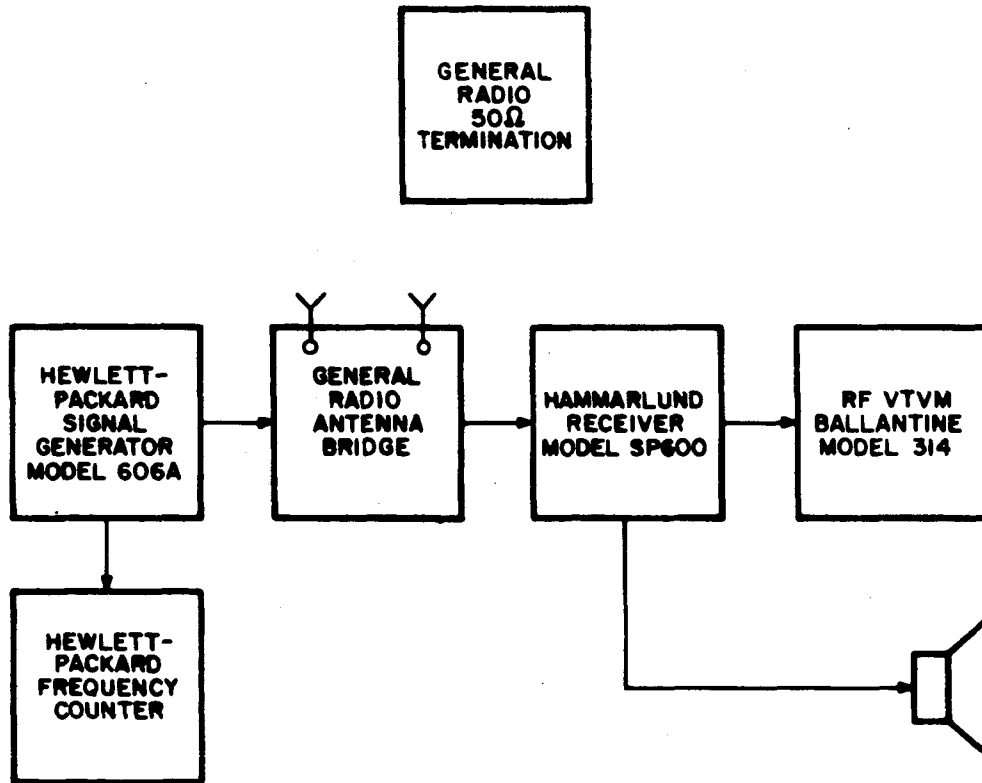 GENERAL
RADIO
50Ω
TERMINATION
HEWLETT-
PACKARD
SIGNAL
GENERATOR
MODEL 606A
GENERAL
RADIO
ANTENNA
BRIDGE
HAMMARLUND
RECEIVER
MODEL SP600
RF VTVM
BALLANTINE
MODEL 314
HEWLETT-
PACKARD
FREQUENCY
COUNTER